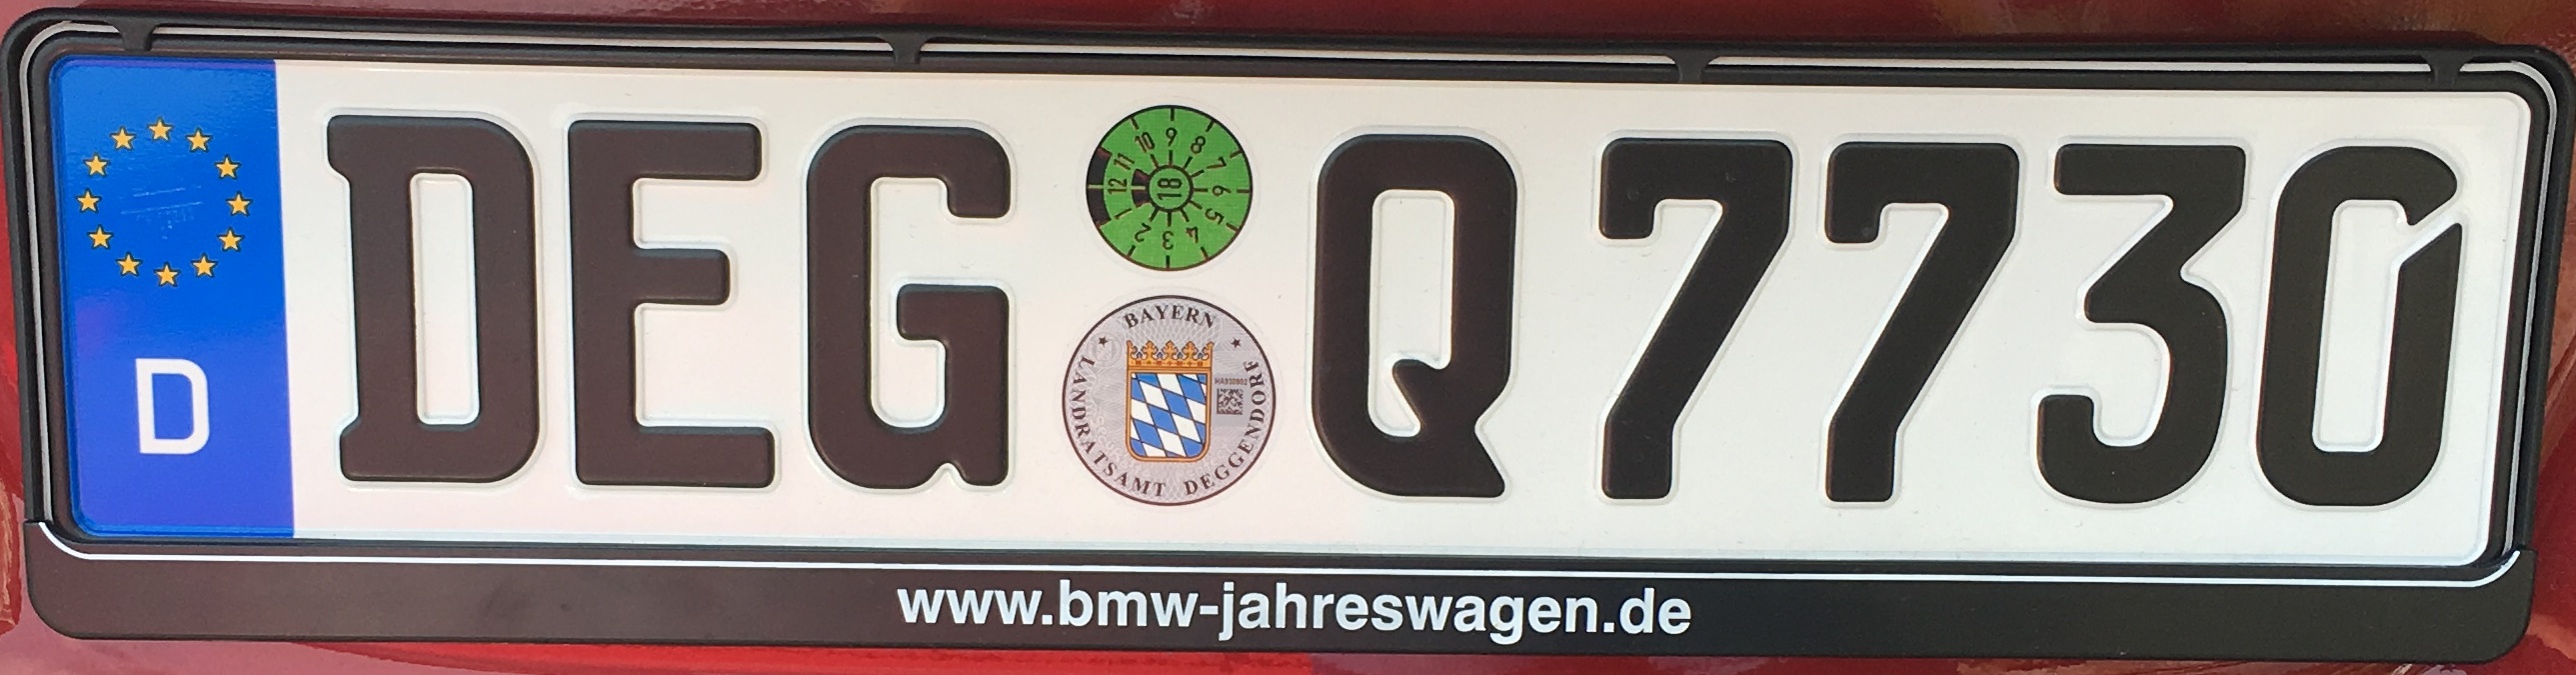 D
DEG Q 7730
10 9 8 7 6 5 4 3 2 1 12 11
18
BAYERN
LANDRATSAMT DEGGENDORF
www.bmw-jahreswagen.de